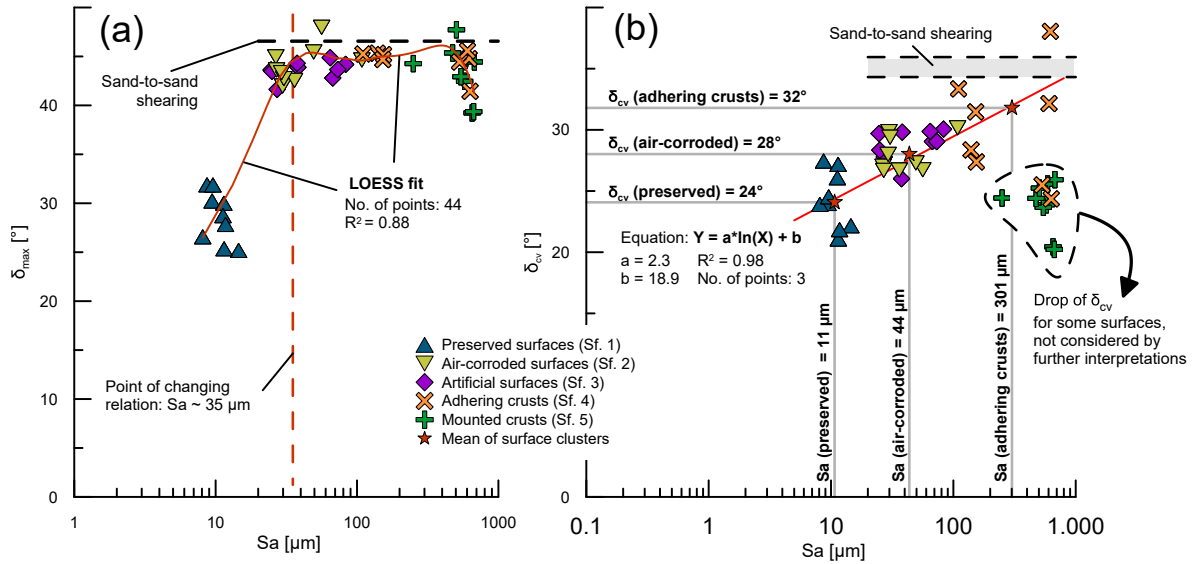 (a)
50
40
30
20
10
0
δmax [°]
1
10
100
1000
Sa [µm]
Sand-to-sand
shearing
LOESS fit
No. of points: 44
R² = 0.88
Point of changing
relation: Sa ~ 35 µm
Preserved surfaces (Sf. 1)
Air-corroded surfaces (Sf. 2)
Artificial surfaces (Sf. 3)
Adhering crusts (Sf. 4)
Mounted crusts (Sf. 5)
Mean of surface clusters
(b)
40
30
20
0
δcv [°]
0.1
1
10
100
1.000
Sa [µm]
Sand-to-sand shearing
δcv (adhering crusts) = 32°
δcv (air-corroded) = 28°
δcv (preserved) = 24°
Equation: Y = a*ln(X) + b
a = 2.3 R² = 0.98
b = 18.9 No. of points: 3
Sa (preserved) = 11 µm
Sa (air-corroded) = 44 µm
Sa (adhering crusts) = 301 µm
Drop of δcv
for some surfaces,
not considered by
further interpretations